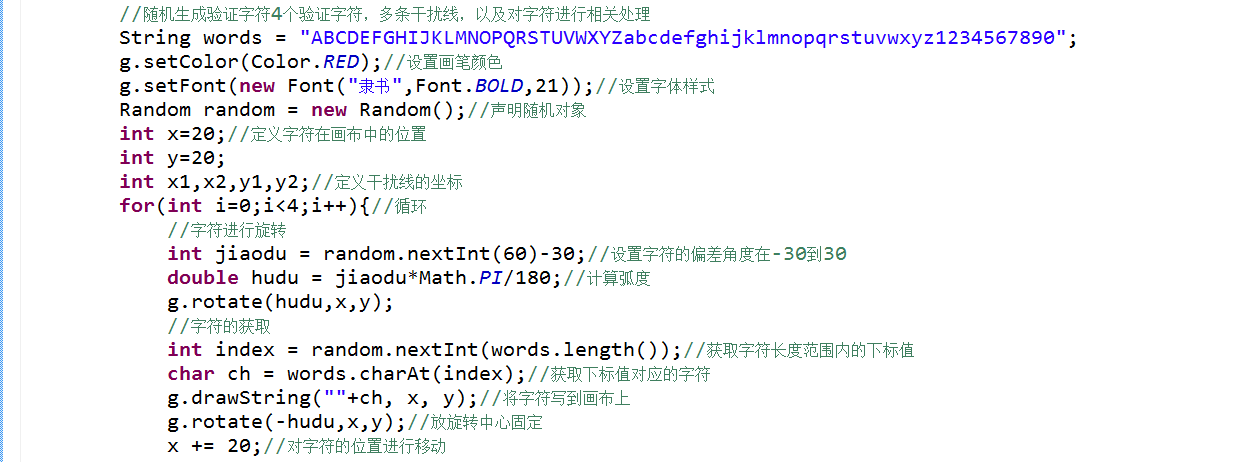 //随机生成验证字符4个验证字符，多条干扰线，以及对字符进行相关处理
String words = "ABCDEFGHIJKLMNOPQRSTUVWXYZabcdefghijklmnopqrstuvwxyz1234567890";
g.setColor(Color.RED);//设置画笔颜色
g.setFont(new Font("隶书",Font.BOLD,21));//设置字体样式
Random random = new Random();//声明随机对象
int x=20;//定义字符在画布中的位置
int y=20;
int x1,x2,y1,y2;//定义干扰线的坐标
for(int i=0;i<4;i++){//循环
//字符进行旋转
int jiaodu = random.nextInt(60)-30;//设置字符的偏差角度在-30到30
double hudu = jiaodu*Math.PI/180;//计算弧度
g.rotate(hudu,x,y);
//字符的获取
int index = random.nextInt(words.length());//获取字符长度范围内的下标值
char ch = words.charAt(index);//获取下标值对应的字符
g.drawString(""+ch, x, y);//将字符写到画布上
g.rotate(-hudu,x,y);//放旋转中心固定
x += 20;//对字符的位置进行移动